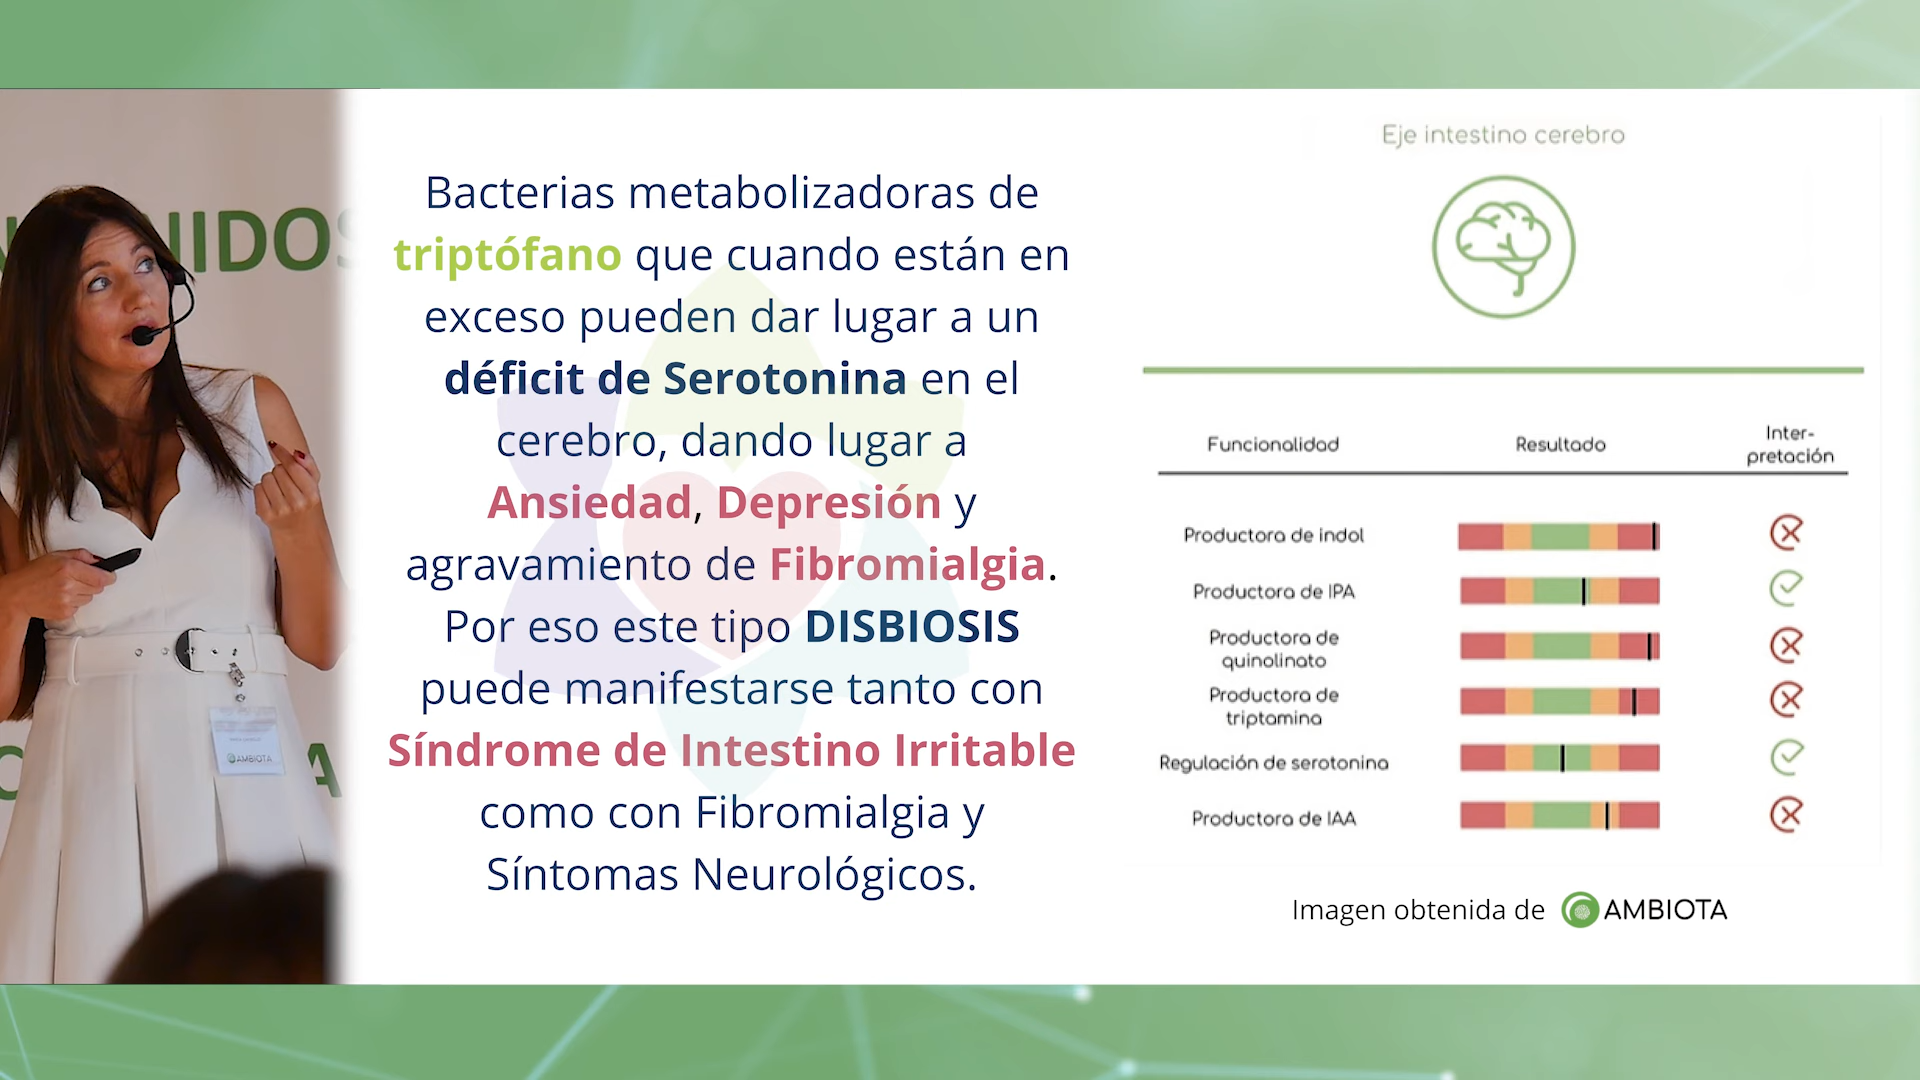 NIDOS
A
AMBIOTA
Bacterias metabolizadoras de
triptófano que cuando están en
exceso pueden dar lugar a un
déficit de Serotonina en el
cerebro, dando lugar a
Ansiedad, Depresión y
agravamiento de Fibromialgia.
Por eso este tipo DISBIOSIS
puede manifestarse tanto con
Síndrome de Intestino Irritable
como con Fibromialgia y
Síntomas Neurológicos.
Eje intestino cerebro
Funcionalidad Resultado Inter-
pretación
Productora de indol
Productora de IPA
Productora de
quinolinato
Productora de
triptamina
Regulación de serotonina
Productora de IAA
Imagen obtenida de AMBIOTA